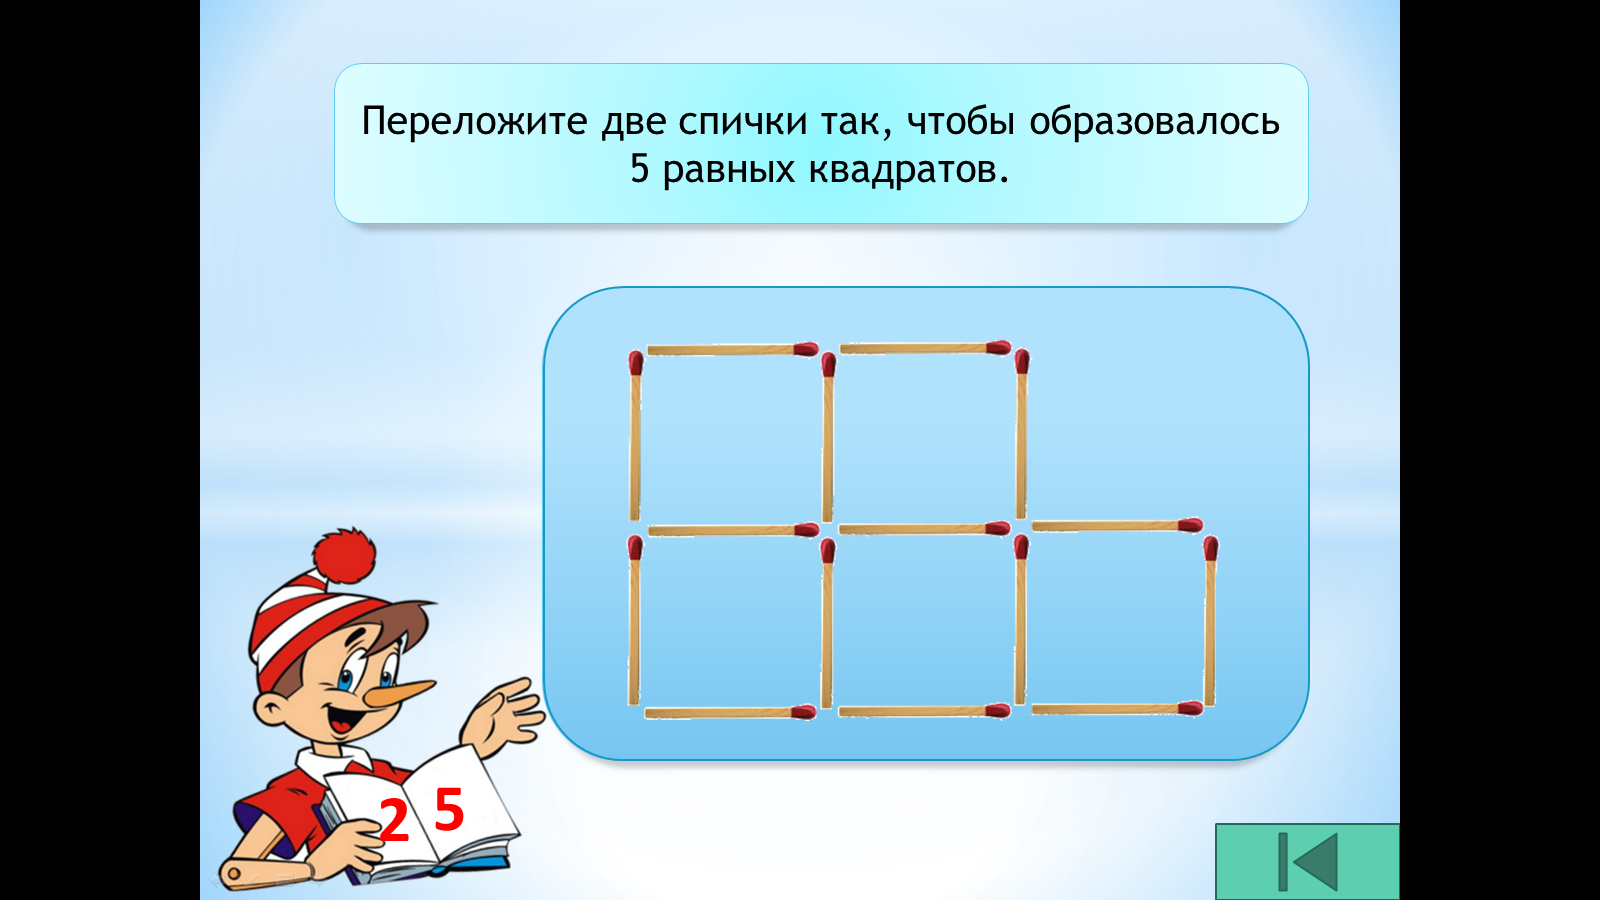 Переложите две спички так, чтобы образовалось
5 равных квадратов.
2 5